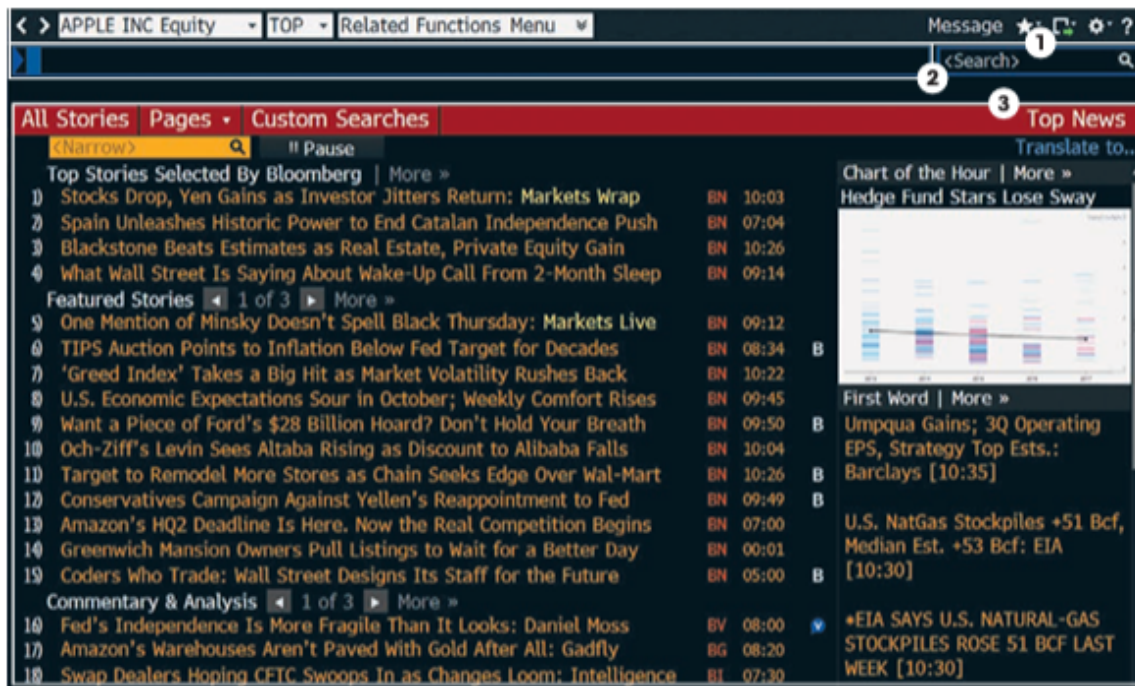 < > APPLE INC Equity TOP Related Functions Menu Message ?
1
<Search>
2
3
All Stories Pages Custom Searches Top News
<Narrow> Pause Translate to..
Top Stories Selected By Bloomberg | More »
1) Stocks Drop, Yen Gains as Investor Jitters Return: Markets Wrap BN 10:03
2) Spain Unleashes Historic Power to End Catalan Independence Push BN 07:04
3) Blackstone Beats Estimates as Real Estate, Private Equity Gain BN 10:26
4) What Wall Street Is Saying About Wake-Up Call From 2-Month Sleep BN 09:14
Featured Stories 1 of 3 More »
5) One Mention of Minsky Doesn't Spell Black Thursday: Markets Live BN 09:12
6) TIPS Auction Points to Inflation Below Fed Target for Decades BN 08:34 B
7) 'Greed Index' Takes a Big Hit as Market Volatility Rushes Back BN 10:22
8) U.S. Economic Expectations Sour in October; Weekly Comfort Rises BN 09:45
9) Want a Piece of Ford's $28 Billion Hoard? Don't Hold Your Breath BN 09:50 B
10) Och-Ziff's Levin Sees Altaba Rising as Discount to Alibaba Falls BN 10:04
11) Target to Remodel More Stores as Chain Seeks Edge Over Wal-Mart BN 10:26 B
12) Conservatives Campaign Against Yellen's Reappointment to Fed BN 09:49 B
13) Amazon's HQ2 Deadline Is Here. Now the Real Competition Begins BN 07:00
14) Greenwich Mansion Owners Pull Listings to Wait for a Better Day BN 00:01
15) Coders Who Trade: Wall Street Designs Its Staff for the Future BN 05:00 B
Commentary & Analysis 1 of 3 More »
16) Fed's Independence Is More Fragile Than It Looks: Daniel Moss BV 08:00
17) Amazon's Warehouses Aren't Paved With Gold After All: Gadfly BG 08:20
18) Swap Dealers Hoping CFTC Swoops In as Changes Loom: Intelligence BI 07:30
Chart of the Hour | More »
Hedge Fund Stars Lose Sway
First Word | More »
Umpqua Gains; 3Q Operating
EPS, Strategy Top Ests.:
Barclays [10:35]
U.S. NatGas Stockpiles +51 Bcf,
Median Est. +53 Bcf: EIA
[10:30]
*EIA SAYS U.S. NATURAL-GAS
STOCKPILES ROSE 51 BCF LAST
WEEK [10:30]